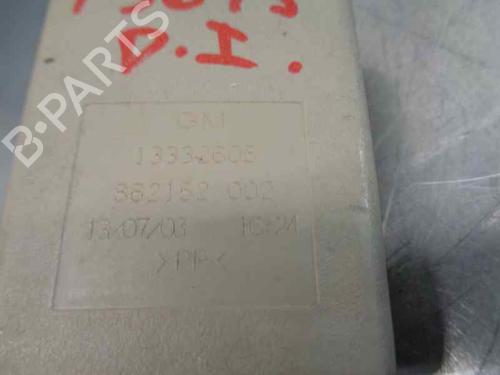 D.I.
GM
13332605
862152 002
13/07/03 16:24
>PP<
B-PARTS